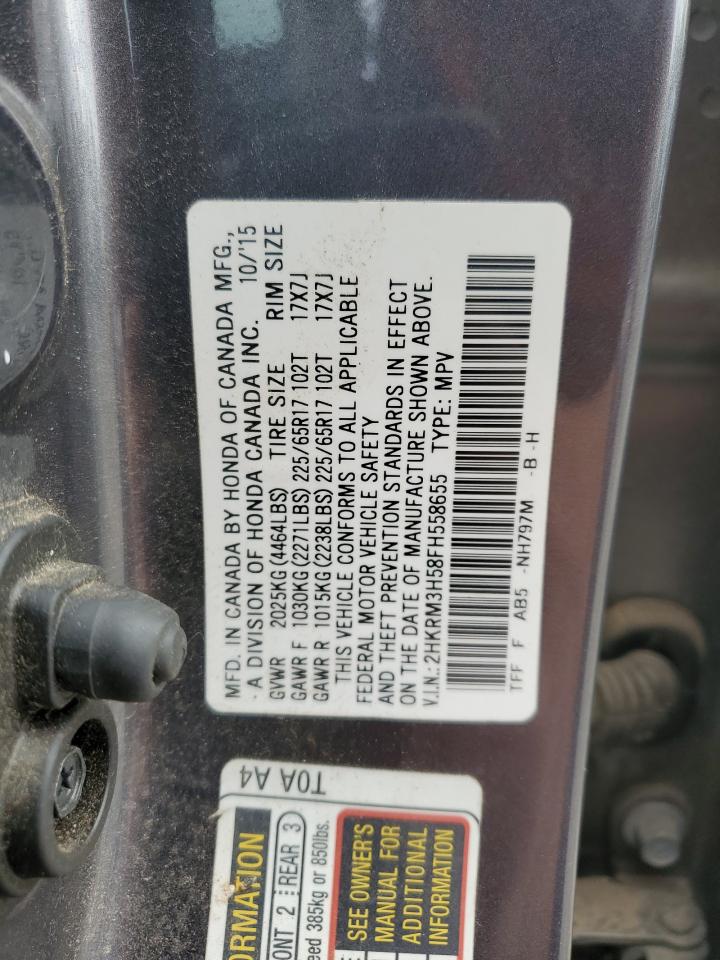 MFD. IN CANADA BY HONDA OF CANADA MFG.,
A DIVISION OF HONDA CANADA INC. 10/'15
GVWR 2025KG (4464LBS) TIRE SIZE RIM SIZE
GAWR F 1030KG (2271LBS) 225/65R17 102T 17X7J
GAWR R 1015KG (2238LBS) 225/65R17 102T 17X7J
THIS VEHICLE CONFORMS TO ALL APPLICABLE
FEDERAL MOTOR VEHICLE SAFETY
AND THEFT PREVENTION STANDARDS IN EFFECT
ON THE DATE OF MANUFACTURE SHOWN ABOVE.
V.I.N.: 2HKRM3H58FH558655 TYPE: MPV
TFF F AB5 -NH797M -B -H
T0A A4
ORMATION
ONT 2 REAR 3
eed 385kg or 850lbs.
SEE OWNER'S
MANUAL FOR
ADDITIONAL
INFORMATION